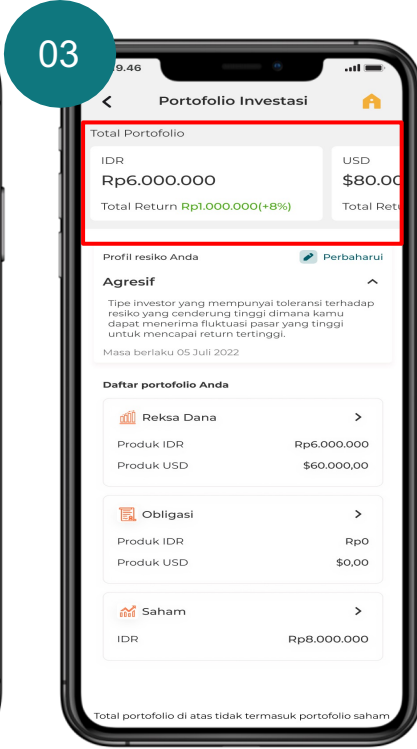 03
9.46
Portofolio Investasi
Total Portofolio
IDR
Rp6.000.000
Total Return Rp1.000.000(+8%)
USD
$80.00
Total Retu
Profil resiko Anda
Perbaharui
Agresif
Tipe investor yang mempunyai toleransi terhadap
resiko yang cenderung tinggi dimana kamu
dapat menerima fluktuasi pasar yang tinggi
untuk mencapai return tertinggi.
Masa berlaku 05 Juli 2022
Daftar portofolio Anda
Reksa Dana
Produk IDR Rp6.000.000
Produk USD $60.000,00
Obligasi
Produk IDR Rp0
Produk USD $0,00
Saham
IDR Rp8.000.000
Total portofolio di atas tidak termasuk portofolio saham